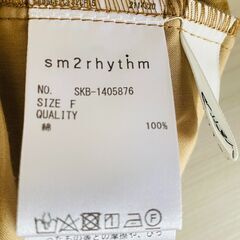 sm2rhythm
NO. SKB-1405876
SIZE F
QUALITY
綿 100%